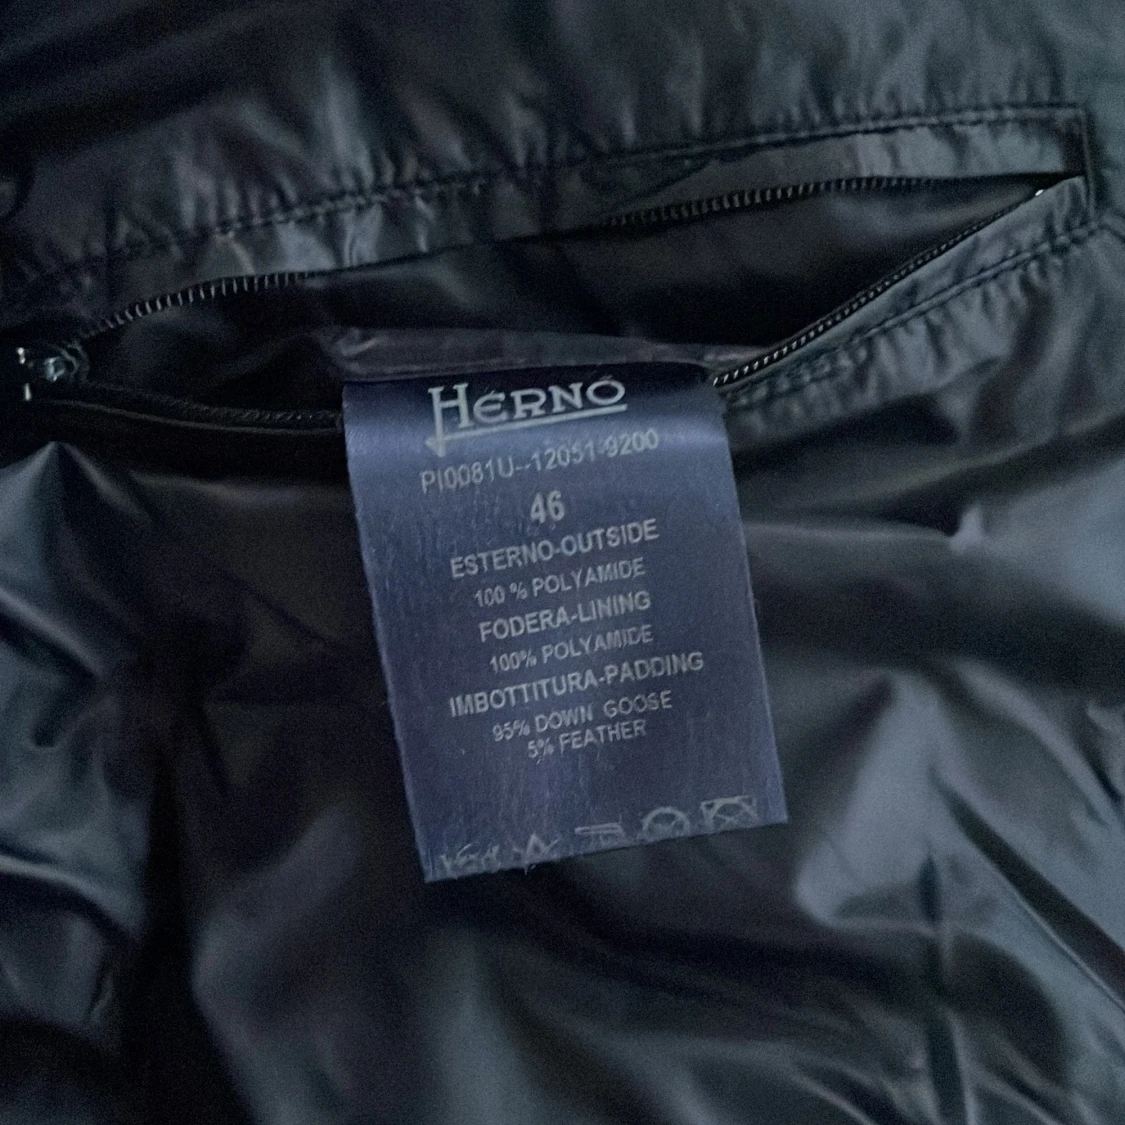 HERNO
PI0081U--12051-9200
46
ESTERNO-OUTSIDE
100 % POLYAMIDE
FODERA-LINING
100% POLYAMIDE
IMBOTTITURA-PADDING
95% DOWN GOOSE
5% FEATHER